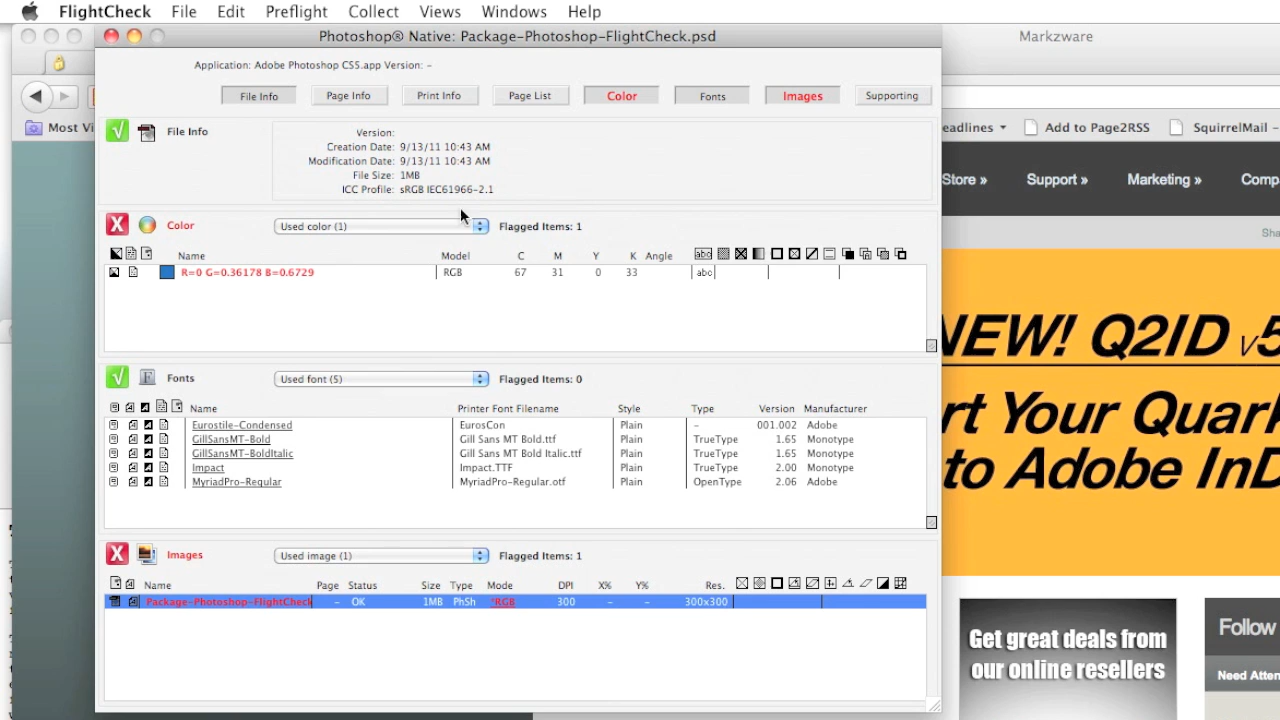 FlightCheck File Edit Preflight Collect Views Windows Help
Photoshop® Native: Package-Photoshop-FlightCheck.psd
Markzware
Application: Adobe Photoshop CS5.app Version: -
File Info Page Info Print Info Page List Color Fonts Images Supporting
Most Vi
eadlines Add to Page2RSS SquirrelMail -
File Info
Version:
Creation Date: 9/13/11 10:43 AM
Modification Date: 9/13/11 10:43 AM
File Size: 1MB
ICC Profile: sRGB IEC61966-2.1
Store » Support » Marketing » Comp
Sha
Color Used color (1) Flagged Items: 1
Name Model C M Y K Angle abc
R=0 G=0.36178 B=0.6729 RGB 67 31 0 33 abc
NEW! Q2ID v5
rt Your Quark
to Adobe InD
Fonts Used font (5) Flagged Items: 0
Name Printer Font Filename Style Type Version Manufacturer
Eurostile-Condensed EurosCon Plain - 001.002 Adobe
GillSansMT-Bold Gill Sans MT Bold.ttf Plain TrueType 1.65 Monotype
GillSansMT-BoldItalic Gill Sans MT Bold Italic.ttf Plain TrueType 1.65 Monotype
Impact Impact.TTF Plain TrueType 2.00 Monotype
MyriadPro-Regular MyriadPro-Regular.otf Plain OpenType 2.06 Adobe
Images Used image (1) Flagged Items: 1
Name Page Status Size Type Mode DPI X% Y% Res.
Package-Photoshop-FlightCheck - OK 1MB PhSh *RGB 300 - - 300x300
Get great deals from
our online resellers
Follow
Need Atten